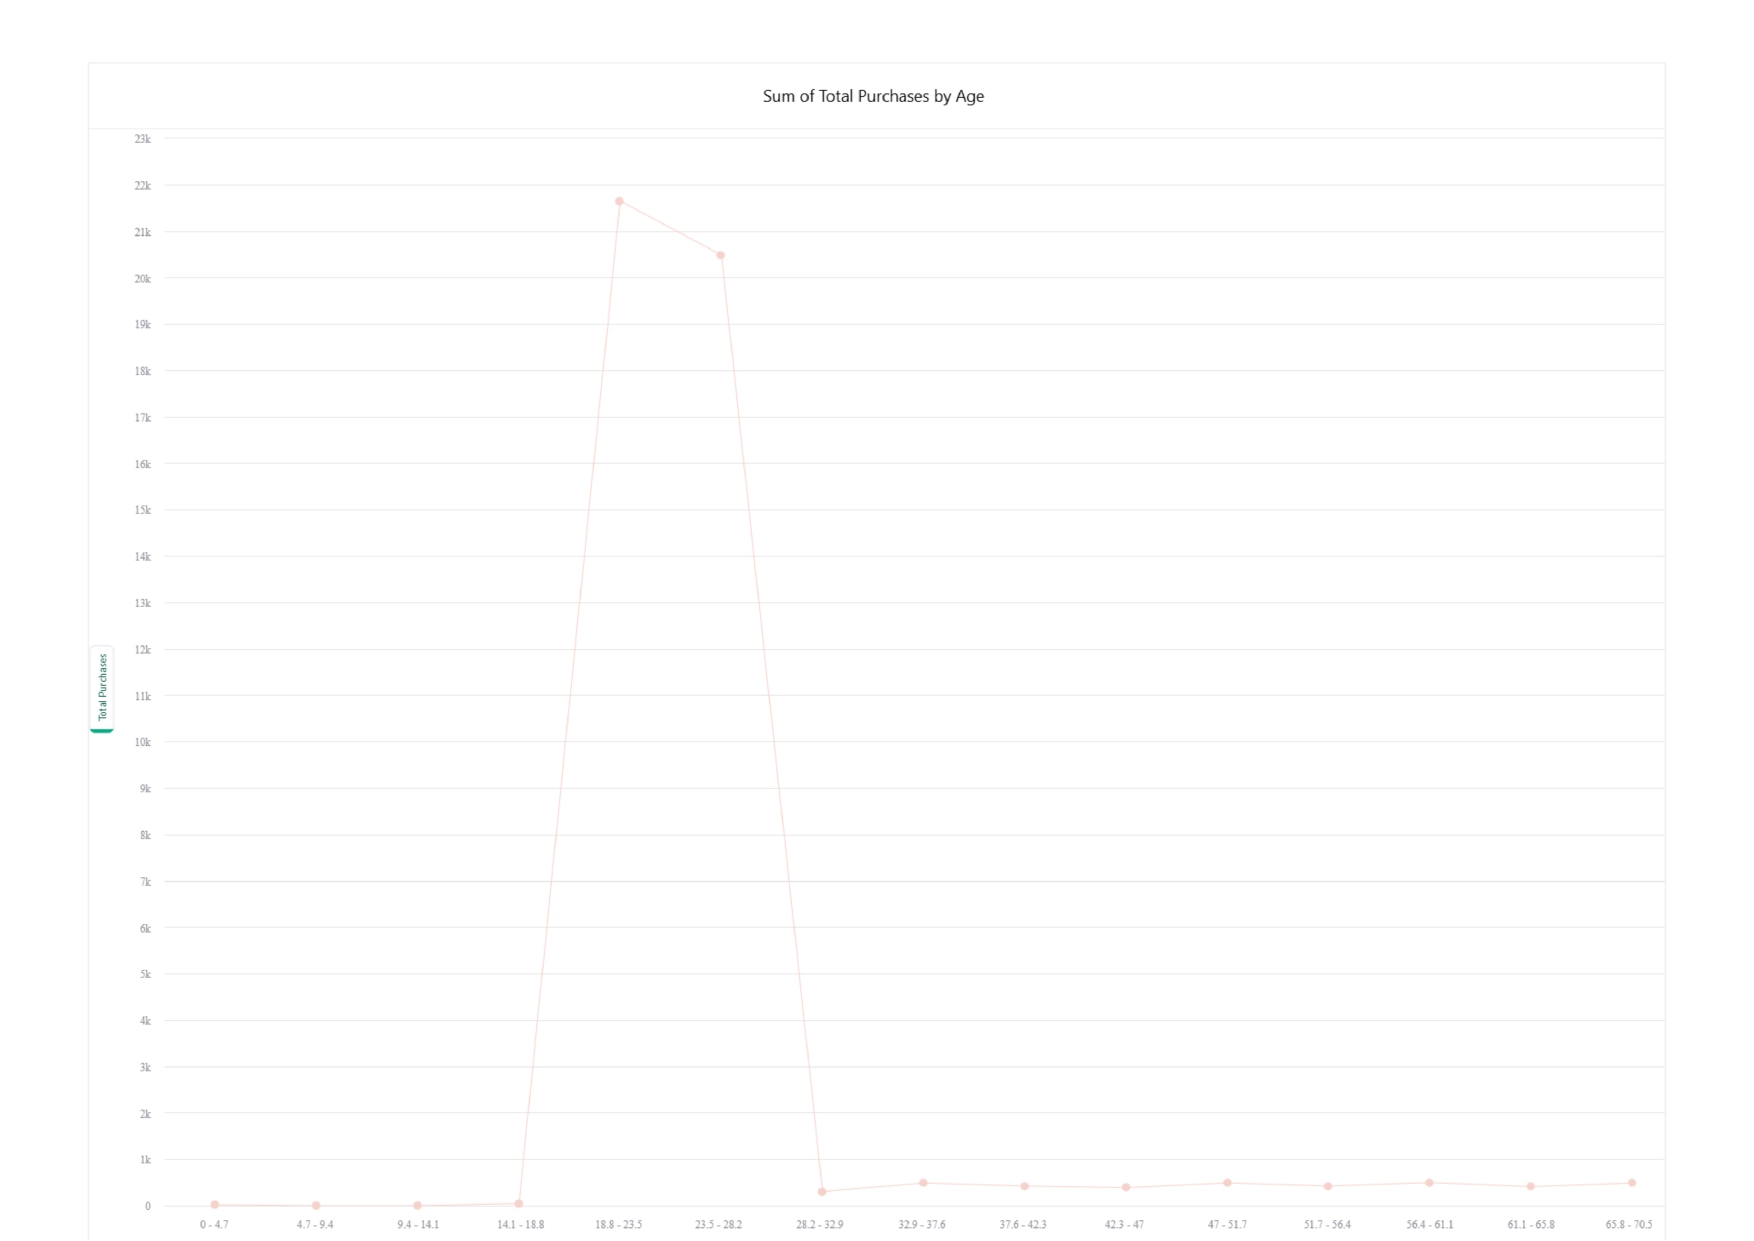 Sum of Total Purchases by Age
23k
22k
21k
20k
19k
18k
17k
16k
15k
14k
13k
12k
11k
10k
9k
8k
7k
6k
5k
4k
3k
2k
1k
0
Total Purchases
0 - 4.7 4.7 - 9.4 9.4 - 14.1 14.1 - 18.8 18.8 - 23.5 23.5 - 28.2 28.2 - 32.9 32.9 - 37.6 37.6 - 42.3 42.3 - 47 47 - 51.7 51.7 - 56.4 56.4 - 61.1 61.1 - 65.8 65.8 - 70.5